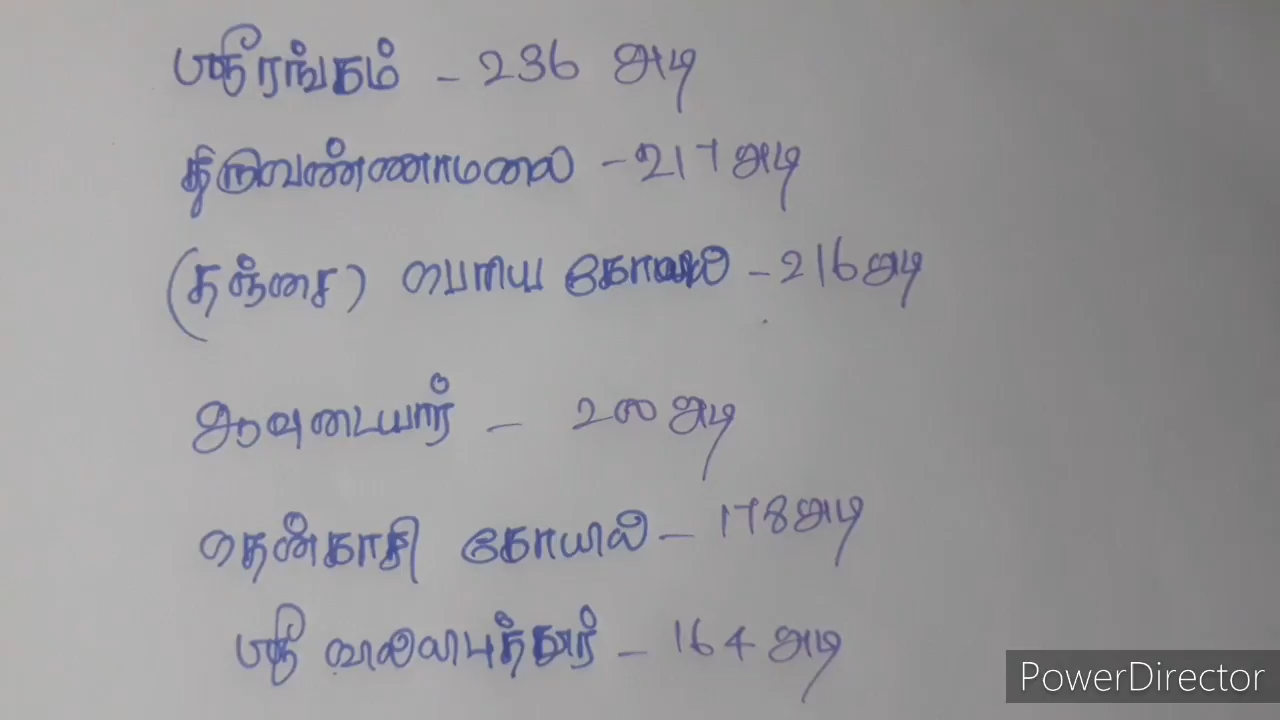 ஸ்ரீரங்கம் - 236 அடி
திருவண்ணாமலை - 217 அடி
(தஞ்சை) பெரிய கோவில் - 216 அடி
ஆவுடையார் - 200 அடி
தென்காசி கோயில் - 178 அடி
ஸ்ரீ வில்லிபுத்தூர் - 164 அடி
PowerDirector